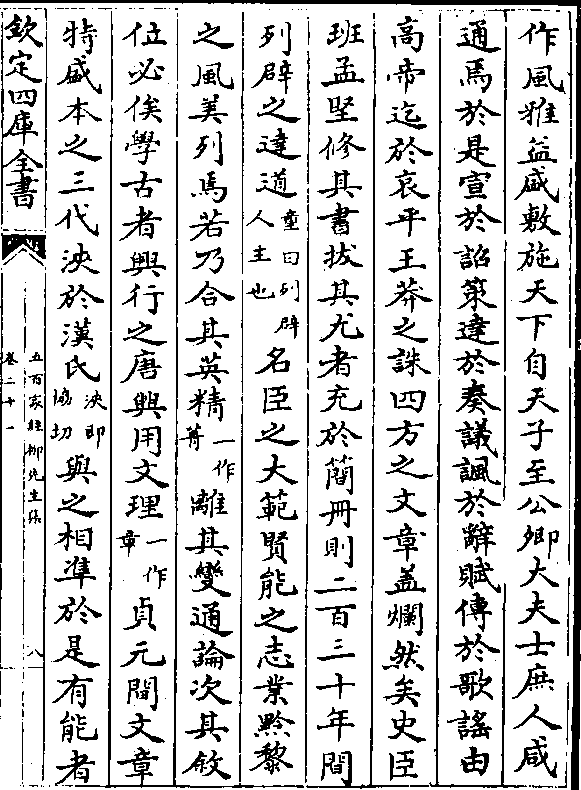 作風雅益盛敷施天下自天子至公卿大夫士庶人咸
通焉於是宣於詔策達於奏議諷於辭賦傳於歌謡由
高帝迄於哀平王莽之誅四方之文章蓋爛然矣史臣
班孟堅修其書拔其尤者充於簡冊則二百三十年間
列辟之達道童曰列辟人主也名臣之大範賢能之志業黔黎
之風美列焉若乃合其英精一作菁離其變通論次其敘
位必俟學古者興行之唐興用文理一作章貞元間文章
特盛本之三代浹於漢氏浹即協切與之相準於是有能者
欽定四庫全書
五百家註柳先生集
卷二十一
八